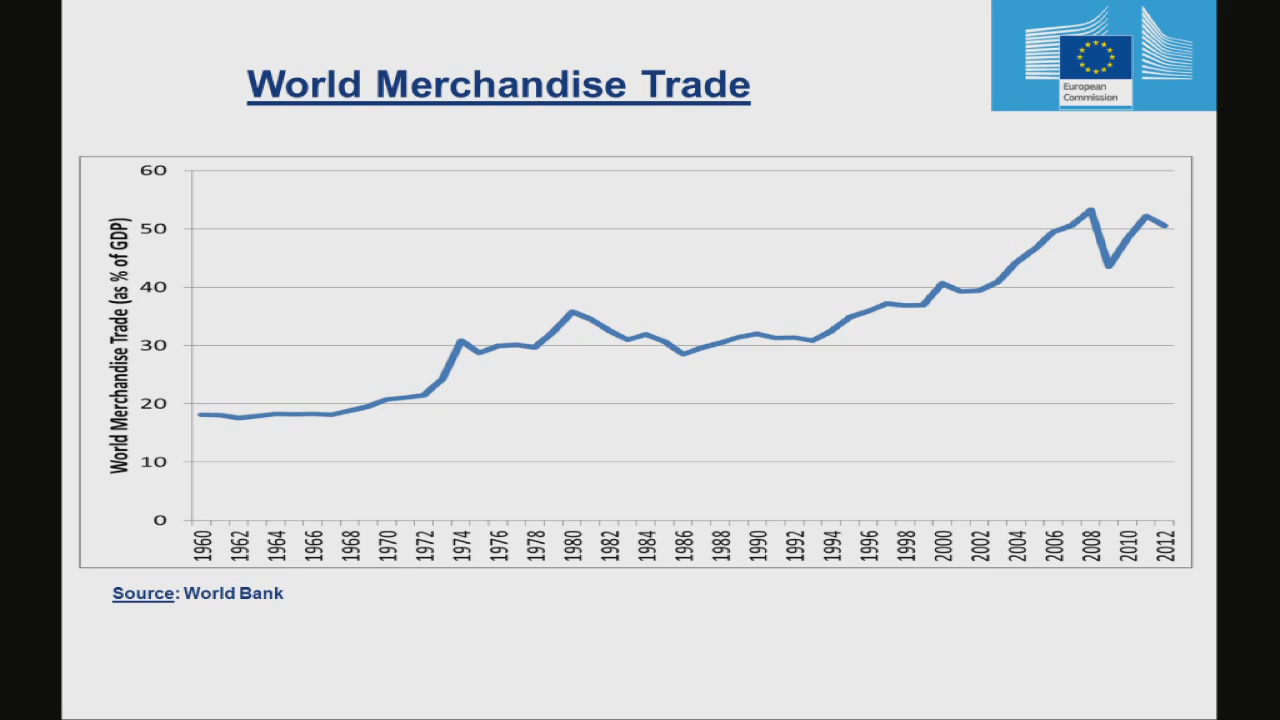 World Merchandise Trade
European
Commission
World Merchandise Trade (as % of GDP)
60
50
40
30
20
10
0
1960 1962 1964 1966 1968 1970 1972 1974 1976 1978 1980 1982 1984 1986 1988 1990 1992 1994 1996 1998 2000 2002 2004 2006 2008 2010 2012
Source: World Bank